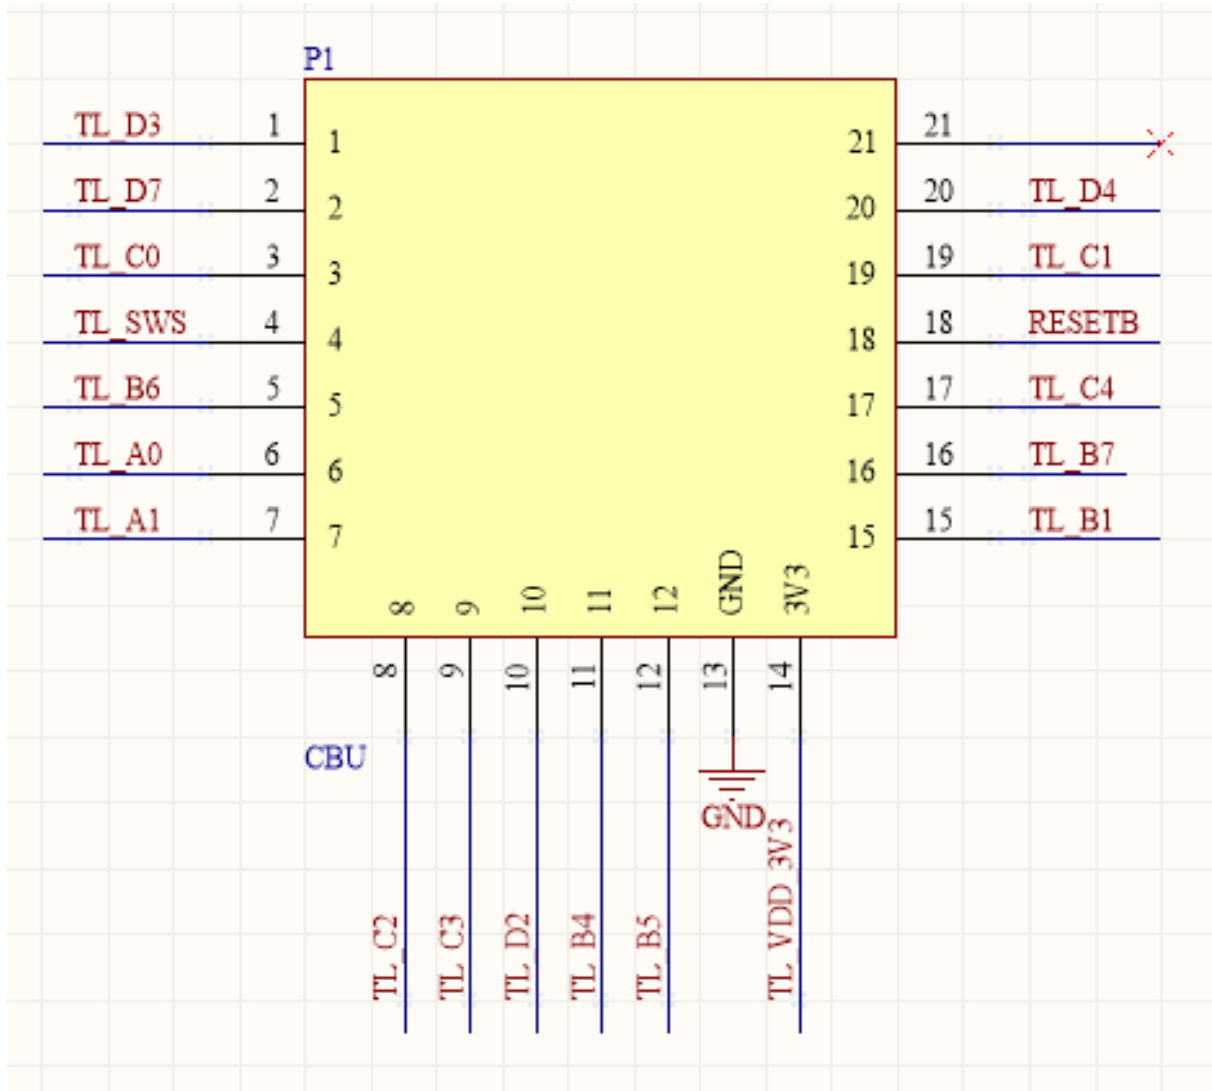 P1
TL_D3 1 1 21 21
TL_D7 2 2 20 20 TL_D4
TL_C0 3 3 19 19 TL_C1
TL_SWS 4 4 18 18 RESETB
TL_B6 5 5 17 17 TL_C4
TL_A0 6 6 16 16 TL_B7
TL_A1 7 7 15 15 TL_B1
8 9 10 11 12 GND 3V3
8 9 10 11 12 13 14
CBU
GND
TL_C2 TL_C3 TL_D2 TL_B4 TL_B5 TL_VDD_3V3